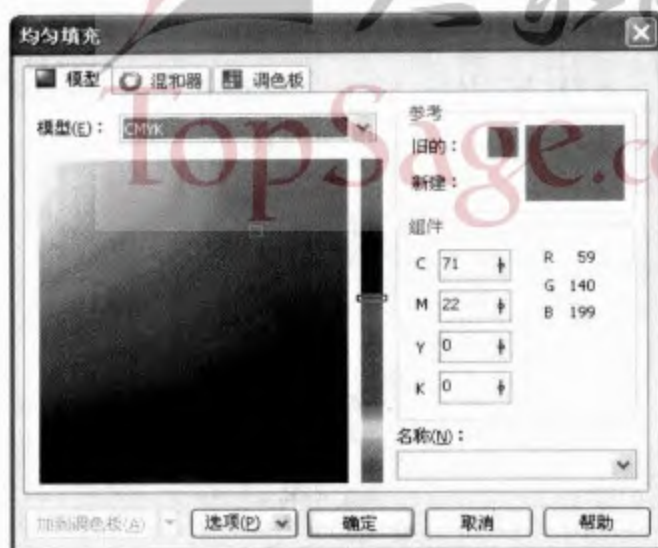 均匀填充
模型 混和器 调色板
模型(E)： CMYK
参考
旧的：
新建：
组件
C 71
M 22
Y 0
K 0
R 59
G 140
B 199
名称(N)：
加到调色板(A) 选项(P) 确定 取消 帮助
TopSage.c